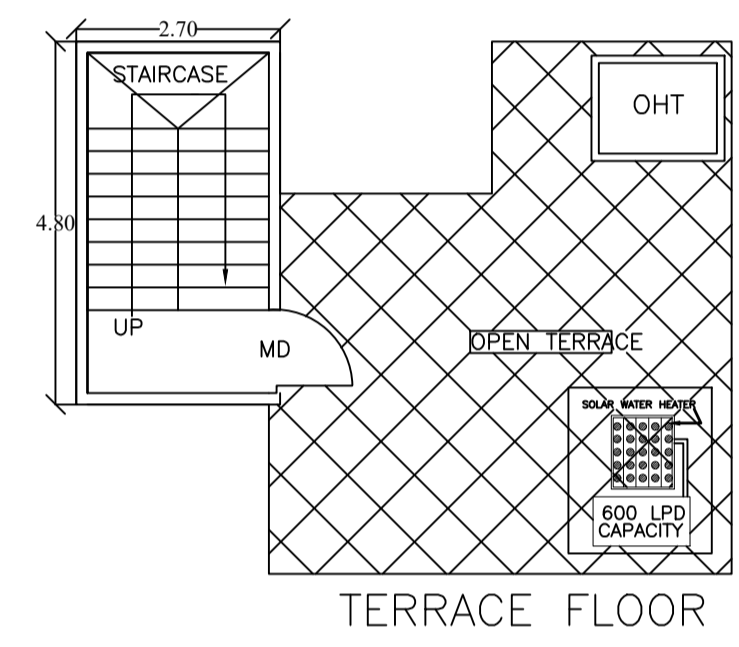 2.70
STAIRCASE
OHT
4.80
UP
MD
OPEN TERRACE
SOLAR WATER HEATER
600 LPD
CAPACITY
TERRACE FLOOR